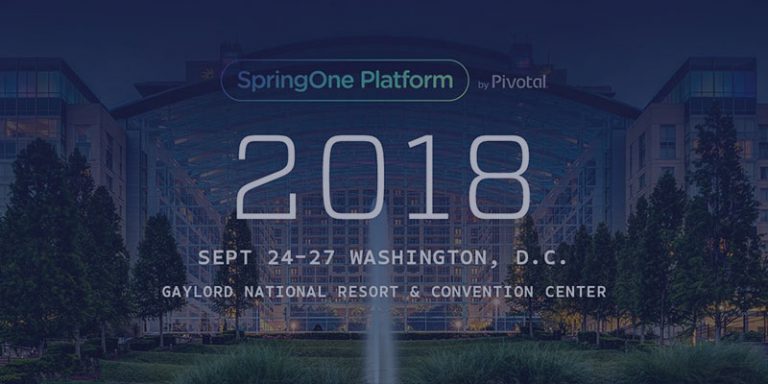 SpringOne Platform by Pivotal
2018
SEPT 24-27 WASHINGTON, D.C.
GAYLORD NATIONAL RESORT & CONVENTION CENTER